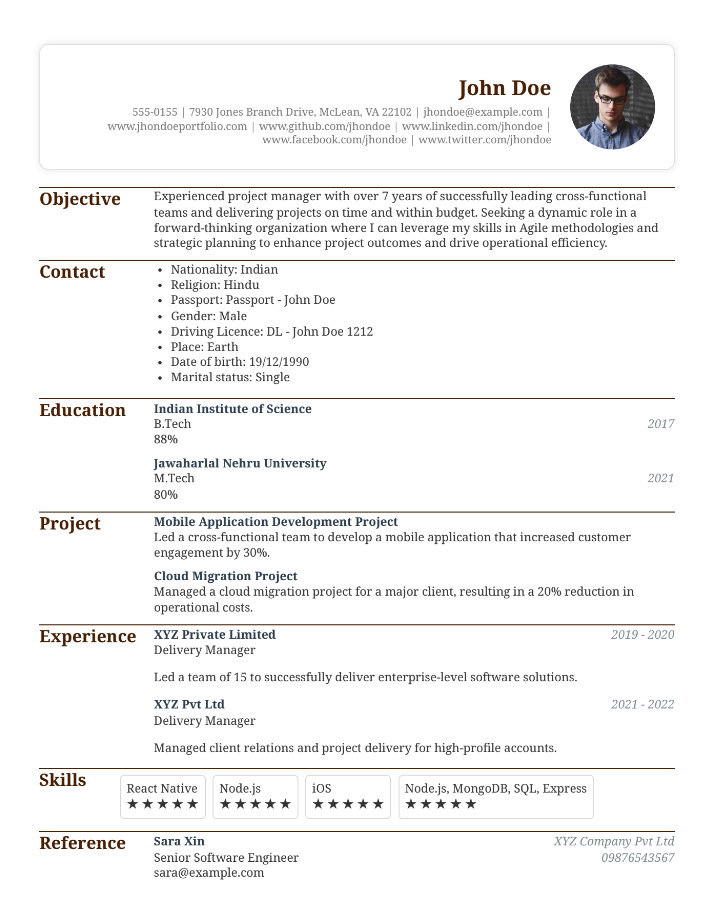 John Doe
555-0155 | 7930 Jones Branch Drive, McLean, VA 22102 | jhondoe@example.com |
www.jhondoeportfolio.com | www.github.com/jhondoe | www.linkedin.com/jhondoe |
www.facebook.com/jhondoe | www.twitter.com/jhondoe
Objective
Experienced project manager with over 7 years of successfully leading cross-functional
teams and delivering projects on time and within budget. Seeking a dynamic role in a
forward-thinking organization where I can leverage my skills in Agile methodologies and
strategic planning to enhance project outcomes and drive operational efficiency.
Contact
• Nationality: Indian
• Religion: Hindu
• Passport: Passport - John Doe
• Gender: Male
• Driving Licence: DL - John Doe 1212
• Place: Earth
• Date of birth: 19/12/1990
• Marital status: Single
Education
Indian Institute of Science
B.Tech 2017
88%
Jawaharlal Nehru University
M.Tech 2021
80%
Project
Mobile Application Development Project
Led a cross-functional team to develop a mobile application that increased customer
engagement by 30%.
Cloud Migration Project
Managed a cloud migration project for a major client, resulting in a 20% reduction in
operational costs.
Experience
XYZ Private Limited 2019 - 2020
Delivery Manager
Led a team of 15 to successfully deliver enterprise-level software solutions.
XYZ Pvt Ltd 2021 - 2022
Delivery Manager
Managed client relations and project delivery for high-profile accounts.
Skills
React Native
★★★★★
Node.js
★★★★★
iOS
★★★★★
Node.js, MongoDB, SQL, Express
★★★★★
Reference
Sara Xin XYZ Company Pvt Ltd
Senior Software Engineer 09876543567
sara@example.com